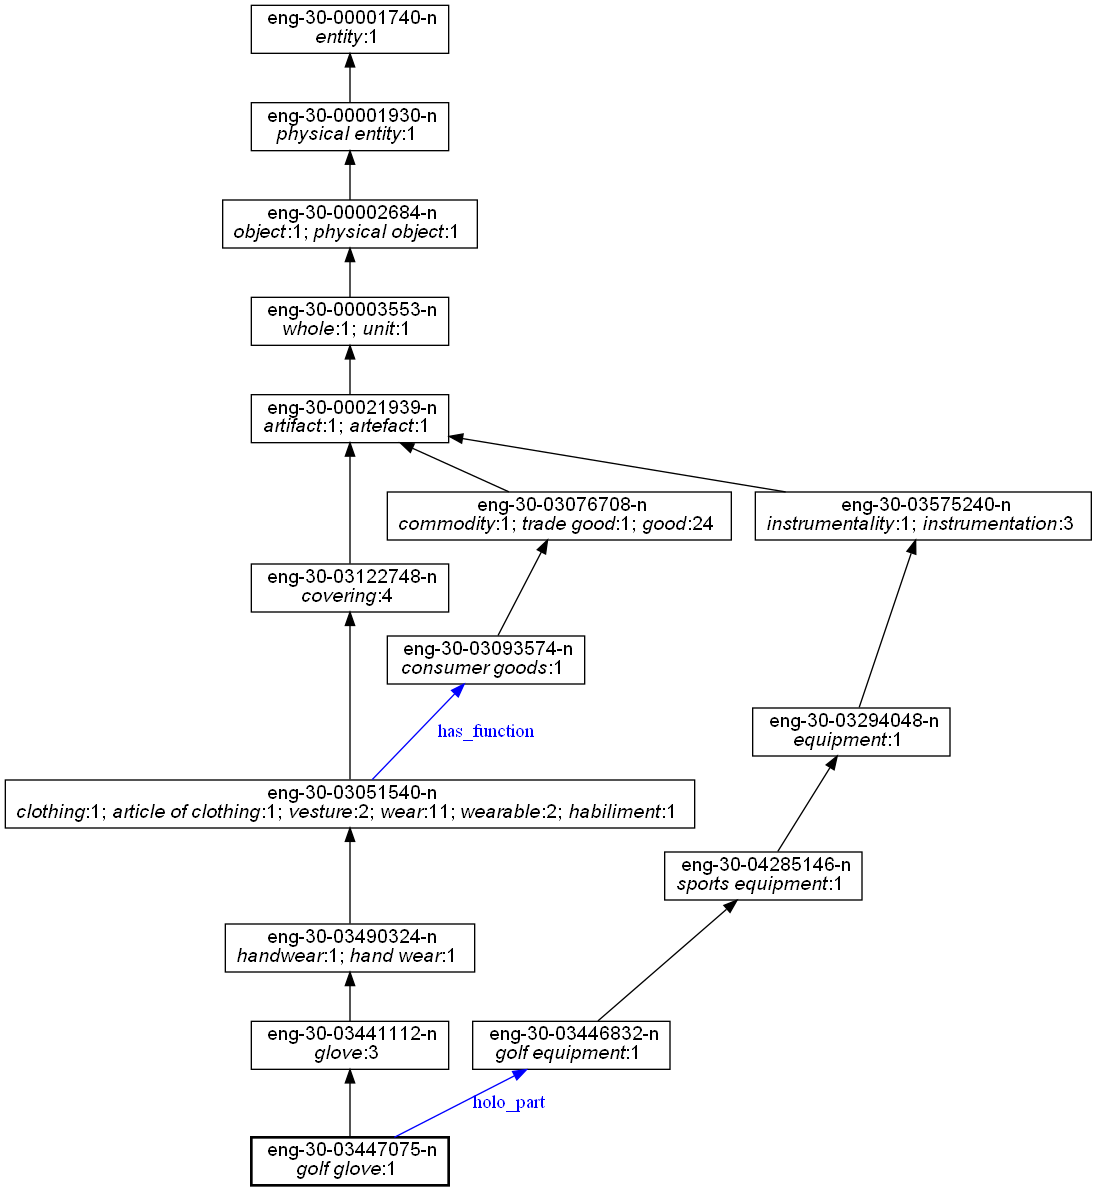 eng-30-00001740-n
entity:1
eng-30-00001930-n
physical entity:1
eng-30-00002684-n
object:1; physical object:1
eng-30-00003553-n
whole:1; unit:1
eng-30-00021939-n
artifact:1; artefact:1
eng-30-03076708-n
commodity:1; trade good:1; good:24
eng-30-03575240-n
instrumentality:1; instrumentation:3
eng-30-03122748-n
covering:4
eng-30-03093574-n
consumer goods:1
eng-30-03294048-n
equipment:1
has_function
eng-30-03051540-n
clothing:1; article of clothing:1; vesture:2; wear:11; wearable:2; habiliment:1
eng-30-04285146-n
sports equipment:1
eng-30-03490324-n
handwear:1; hand wear:1
eng-30-03441112-n
glove:3
eng-30-03446832-n
golf equipment:1
holo_part
eng-30-03447075-n
golf glove:1